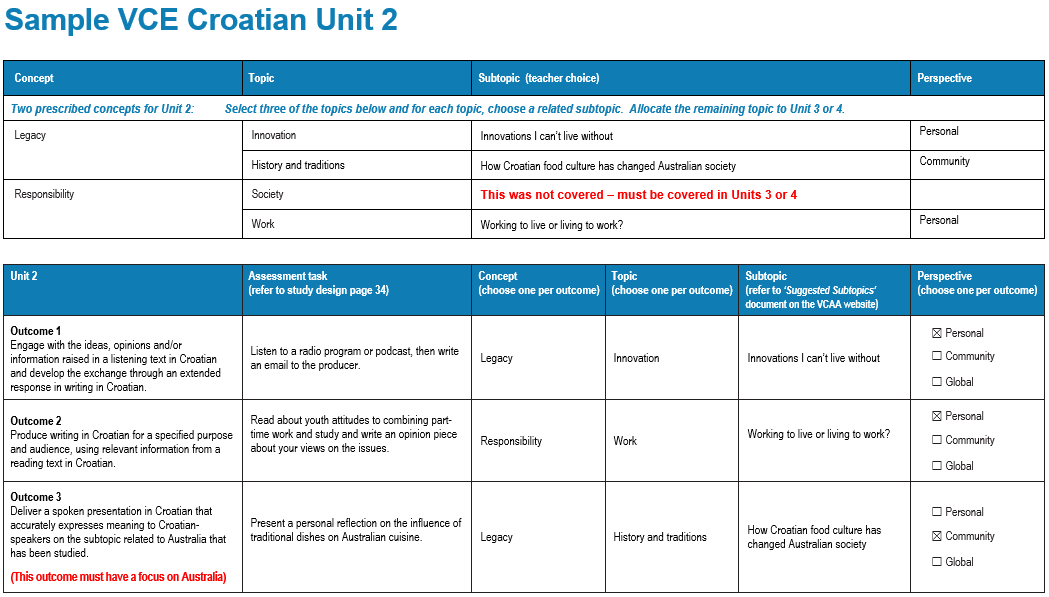 Sample VCE Croatian Unit 2
Concept Topic Subtopic (teacher choice) Perspective
Two prescribed concepts for Unit 2: Select three of the topics below and for each topic, choose a related subtopic. Allocate the remaining topic to Unit 3 or 4.
Legacy Innovation Innovations I can't live without Personal
History and traditions How Croatian food culture has changed Australian society Community
Responsibility Society This was not covered – must be covered in Units 3 or 4
Work Working to live or living to work? Personal
Unit 2
Assessment task
(refer to study design page 34)
Concept
(choose one per outcome)
Topic
(choose one per outcome)
Subtopic
(refer to 'Suggested Subtopics'
document on the VCAA website)
Perspective
(choose one per outcome)
Outcome 1
Engage with the ideas, opinions and/or
information raised in a listening text in Croatian
and develop the exchange through an extended
response in writing in Croatian.
Listen to a radio program or podcast, then write
an email to the producer.
Legacy
Innovation
Innovations I can't live without
☒ Personal
☐ Community
☐ Global
Outcome 2
Produce writing in Croatian for a specified purpose
and audience, using relevant information from a
reading text in Croatian.
Read about youth attitudes to combining part-
time work and study and write an opinion piece
about your views on the issues.
Responsibility
Work
Working to live or living to work?
☒ Personal
☐ Community
☐ Global
Outcome 3
Deliver a spoken presentation in Croatian that
accurately expresses meaning to Croatian-
speakers on the subtopic related to Australia that
has been studied.
(This outcome must have a focus on Australia)
Present a personal reflection on the influence of
traditional dishes on Australian cuisine.
Legacy
History and traditions
How Croatian food culture has
changed Australian society
☐ Personal
☒ Community
☐ Global